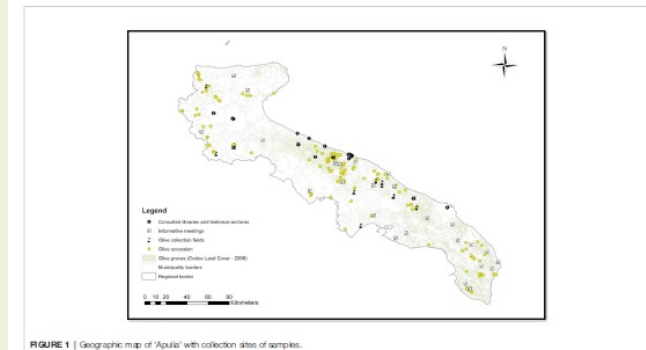 N
Legend
Consulted libraries and historical archives
Informative meetings
Olive collection fields
Olive accession
Olive groves (Corine Land Cover - 2006)
Municipality borders
Regional border
0 10 20 40 60 80
Kilometers
FIGURE 1 | Geographic map of 'Apulia' with collection sites of samples.